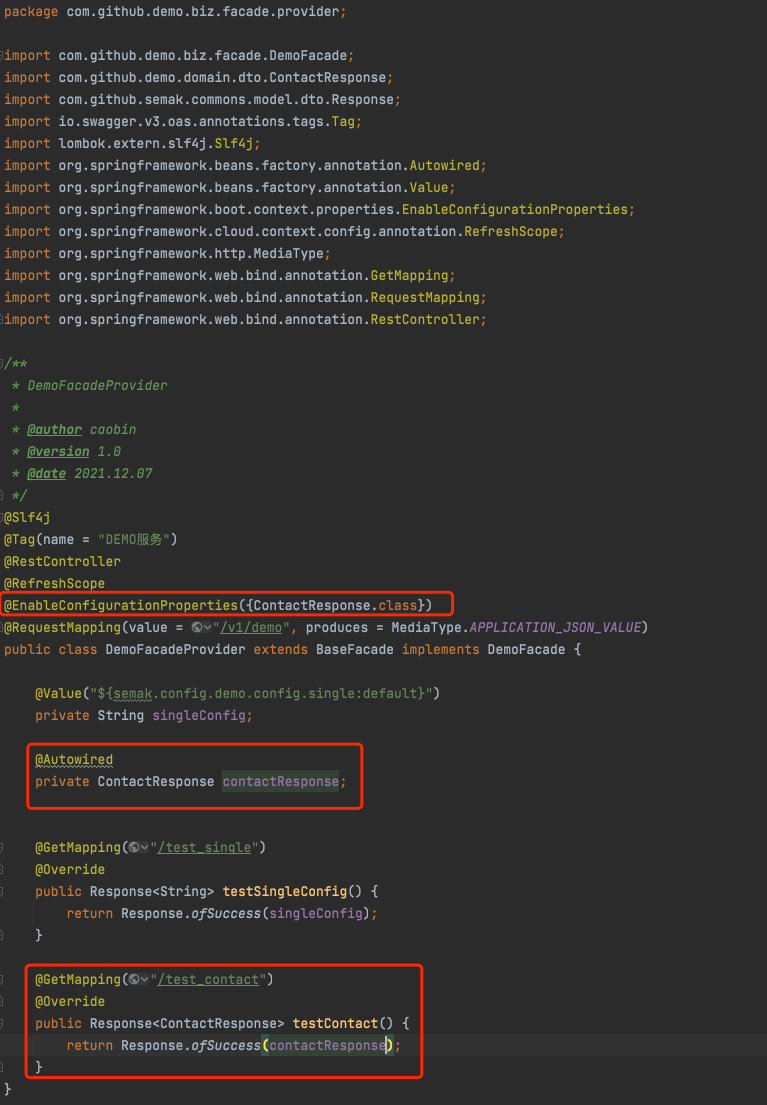 package com.github.demo.biz.facade.provider;
import com.github.demo.biz.facade.DemoFacade;
import com.github.demo.domain.dto.ContactResponse;
import com.github.semak.commons.model.dto.Response;
import io.swagger.v3.oas.annotations.tags.Tag;
import lombok.extern.slf4j.Slf4j;
import org.springframework.beans.factory.annotation.Autowired;
import org.springframework.beans.factory.annotation.Value;
import org.springframework.boot.context.properties.EnableConfigurationProperties;
import org.springframework.cloud.context.config.annotation.RefreshScope;
import org.springframework.http.MediaType;
import org.springframework.web.bind.annotation.GetMapping;
import org.springframework.web.bind.annotation.RequestMapping;
import org.springframework.web.bind.annotation.RestController;
/**
 * DemoFacadeProvider
 *
 * @author caobin
 * @version 1.0
 * @date 2021.12.07
 */
@Slf4j
@Tag(name = "DEMO服务")
@RestController
@RefreshScope
@EnableConfigurationProperties({ContactResponse.class})
@RequestMapping(value = "/v1/demo", produces = MediaType.APPLICATION_JSON_VALUE)
public class DemoFacadeProvider extends BaseFacade implements DemoFacade {
    @Value("${semak.config.demo.config.single:default}")
    private String singleConfig;
    @Autowired
    private ContactResponse contactResponse;
    @GetMapping("/test_single")
    @Override
    public Response<String> testSingleConfig() {
        return Response.ofSuccess(singleConfig);
    }
    @GetMapping("/test_contact")
    @Override
    public Response<ContactResponse> testContact() {
        return Response.ofSuccess(contactResponse);
    }
}